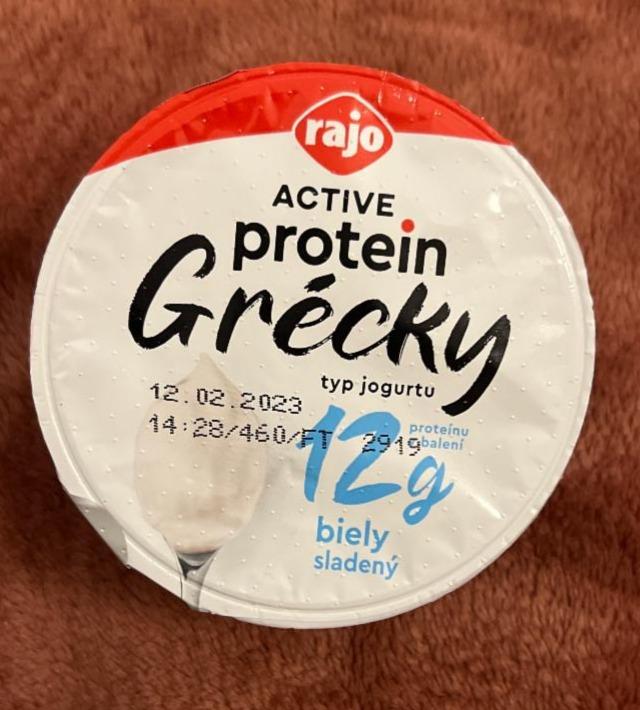 rajo
ACTIVE
protein
Grécky
typ jogurtu
12.02.2023
14:28/460/FT 2919
12g
proteínu
balení
biely
sladený